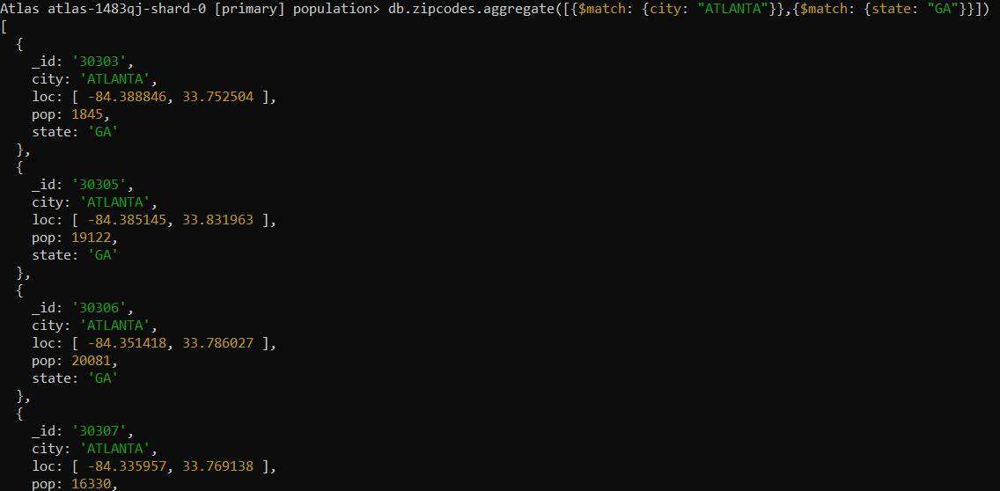 Atlas atlas-1483qj-shard-0 [primary] population> db.zipcodes.aggregate([{$match: {city: "ATLANTA"}},{$match: {state: "GA"}}])
[
  {
    _id: '30303',
    city: 'ATLANTA',
    loc: [ -84.388846, 33.752504 ],
    pop: 1845,
    state: 'GA'
  },
  {
    _id: '30305',
    city: 'ATLANTA',
    loc: [ -84.385145, 33.831963 ],
    pop: 19122,
    state: 'GA'
  },
  {
    _id: '30306',
    city: 'ATLANTA',
    loc: [ -84.351418, 33.786027 ],
    pop: 20081,
    state: 'GA'
  },
  {
    _id: '30307',
    city: 'ATLANTA',
    loc: [ -84.335957, 33.769138 ],
    pop: 16330,